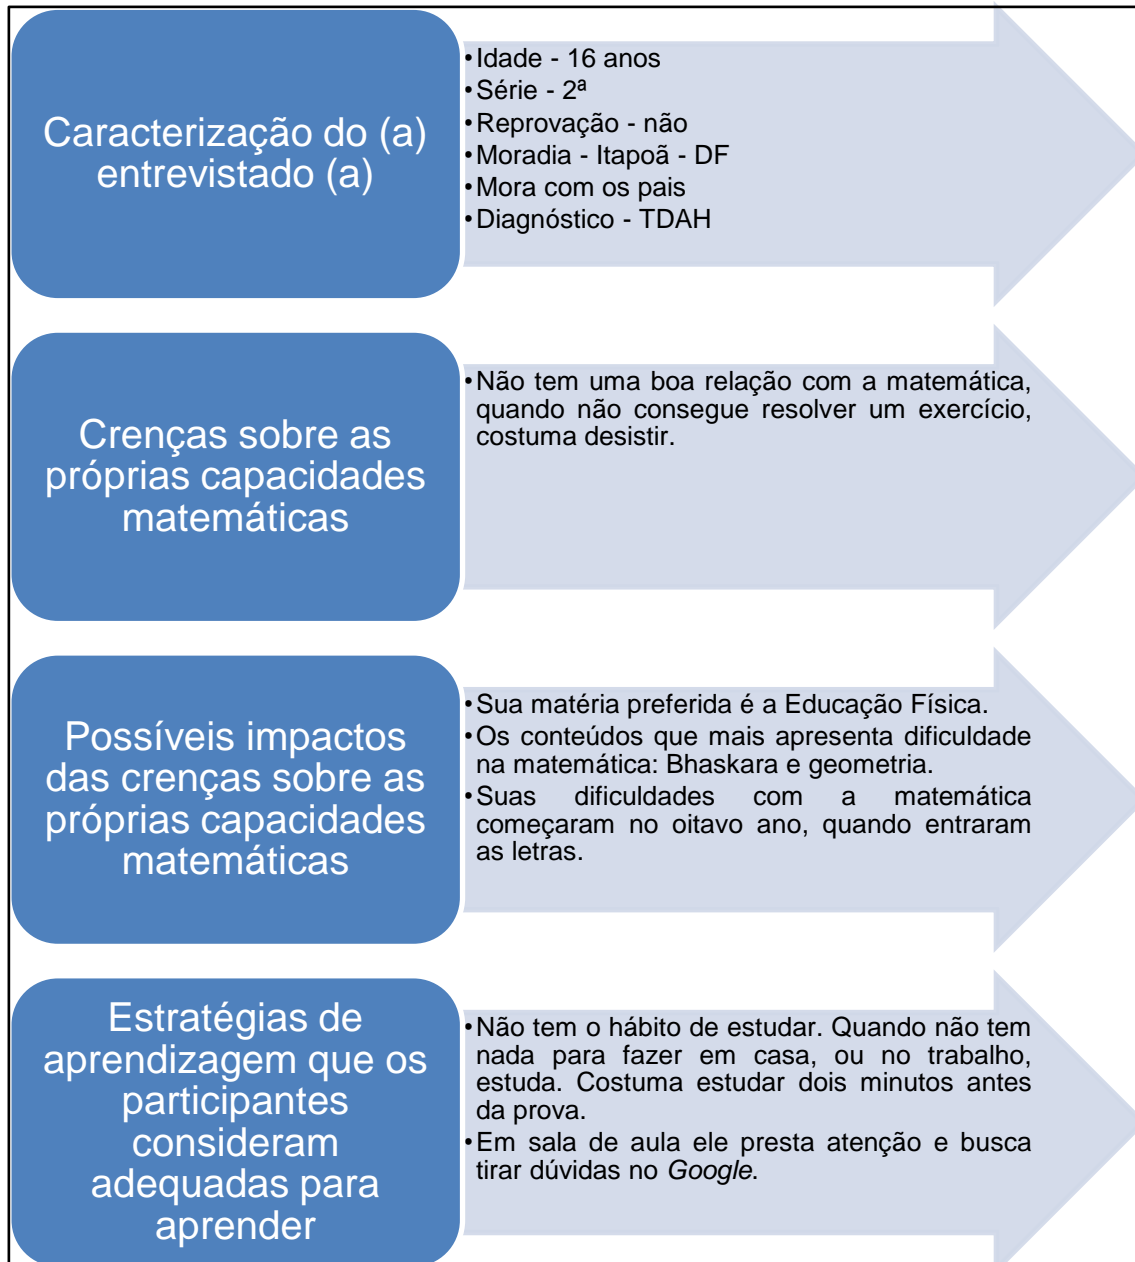 Caracterização do (a)
entrevistado (a)
•Idade - 16 anos
•Série - 2ª
•Reprovação - não
•Moradia - Itapoã - DF
•Mora com os pais
•Diagnóstico - TDAH
Crenças sobre as
próprias capacidades
matemáticas
•Não tem uma boa relação com a matemática,
quando não consegue resolver um exercício,
costuma desistir.
Possíveis impactos
das crenças sobre as
próprias capacidades
matemáticas
•Sua matéria preferida é a Educação Física.
•Os conteúdos que mais apresenta dificuldade
na matemática: Bhaskara e geometria.
•Suas dificuldades com a matemática
começaram no oitavo ano, quando entraram
as letras.
Estratégias de
aprendizagem que os
participantes
consideram
adequadas para
aprender
•Não tem o hábito de estudar. Quando não tem
nada para fazer em casa, ou no trabalho,
estuda. Costuma estudar dois minutos antes
da prova.
•Em sala de aula ele presta atenção e busca
tirar dúvidas no Google.